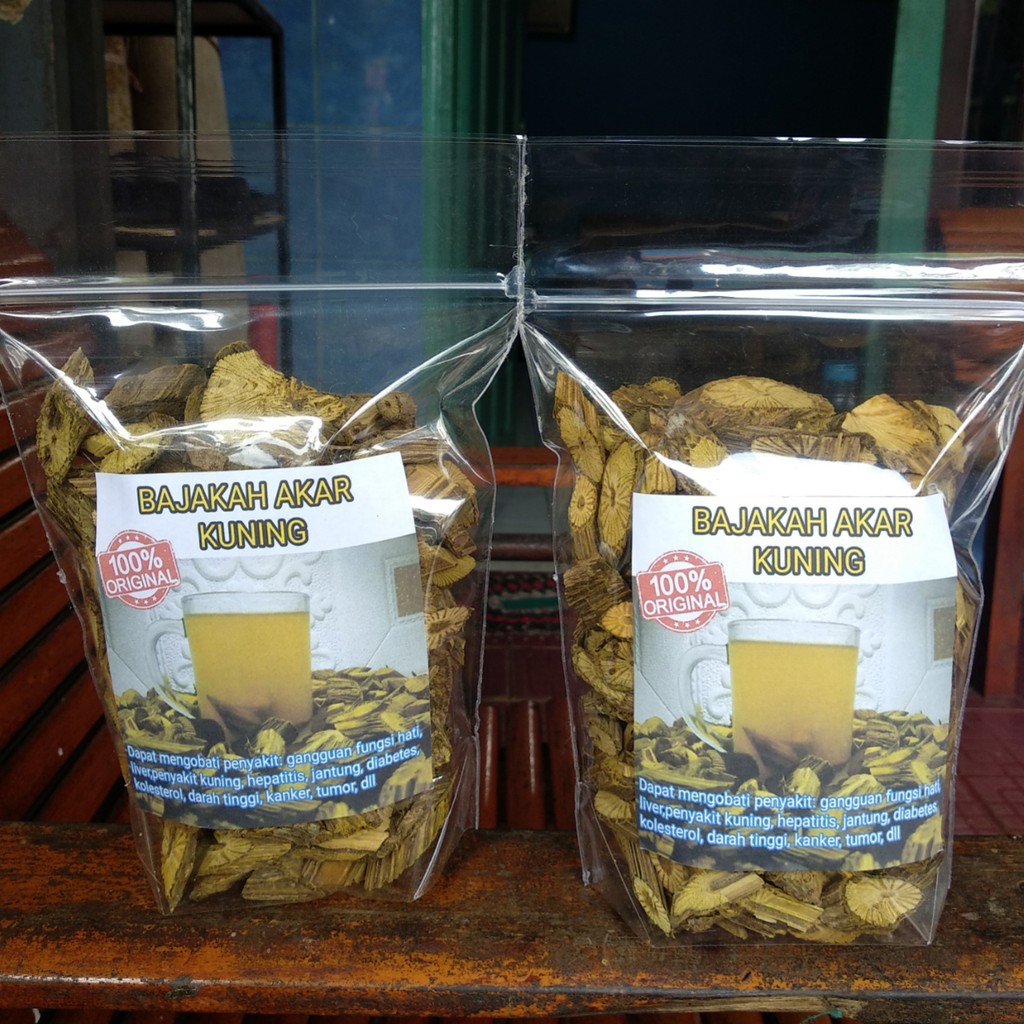 BAJAKAH AKAR
KUNING
100%
ORIGINAL
Dapat mengobati penyakit: gangguan fungsi hati,
liver,penyakit kuning, hepatitis, jantung, diabetes,
kolesterol, darah tinggi, kanker, tumor, dll
BAJAKAH AKAR
KUNING
100%
ORIGINAL
Dapat mengobati penyakit: gangguan fungsi hati,
liver,penyakit kuning, hepatitis, jantung, diabetes,
kolesterol, darah tinggi, kanker, tumor, dll